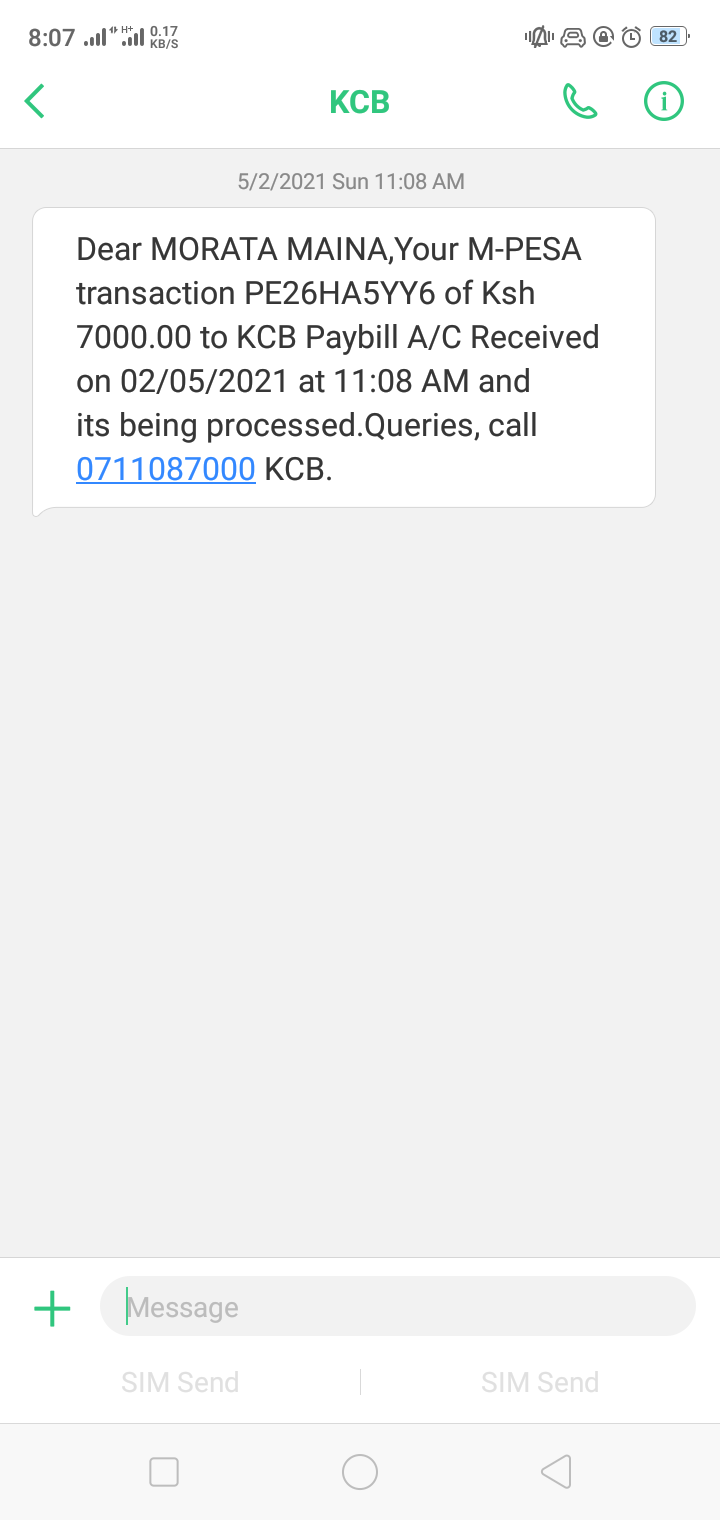 8:07 H+ 0.17 KB/S 82
KCB
5/2/2021 Sun 11:08 AM
Dear MORATA MAINA,Your M-PESA
transaction PE26HA5YY6 of Ksh
7000.00 to KCB Paybill A/C Received
on 02/05/2021 at 11:08 AM and
its being processed.Queries, call
0711087000 KCB.
Message
SIM Send SIM Send